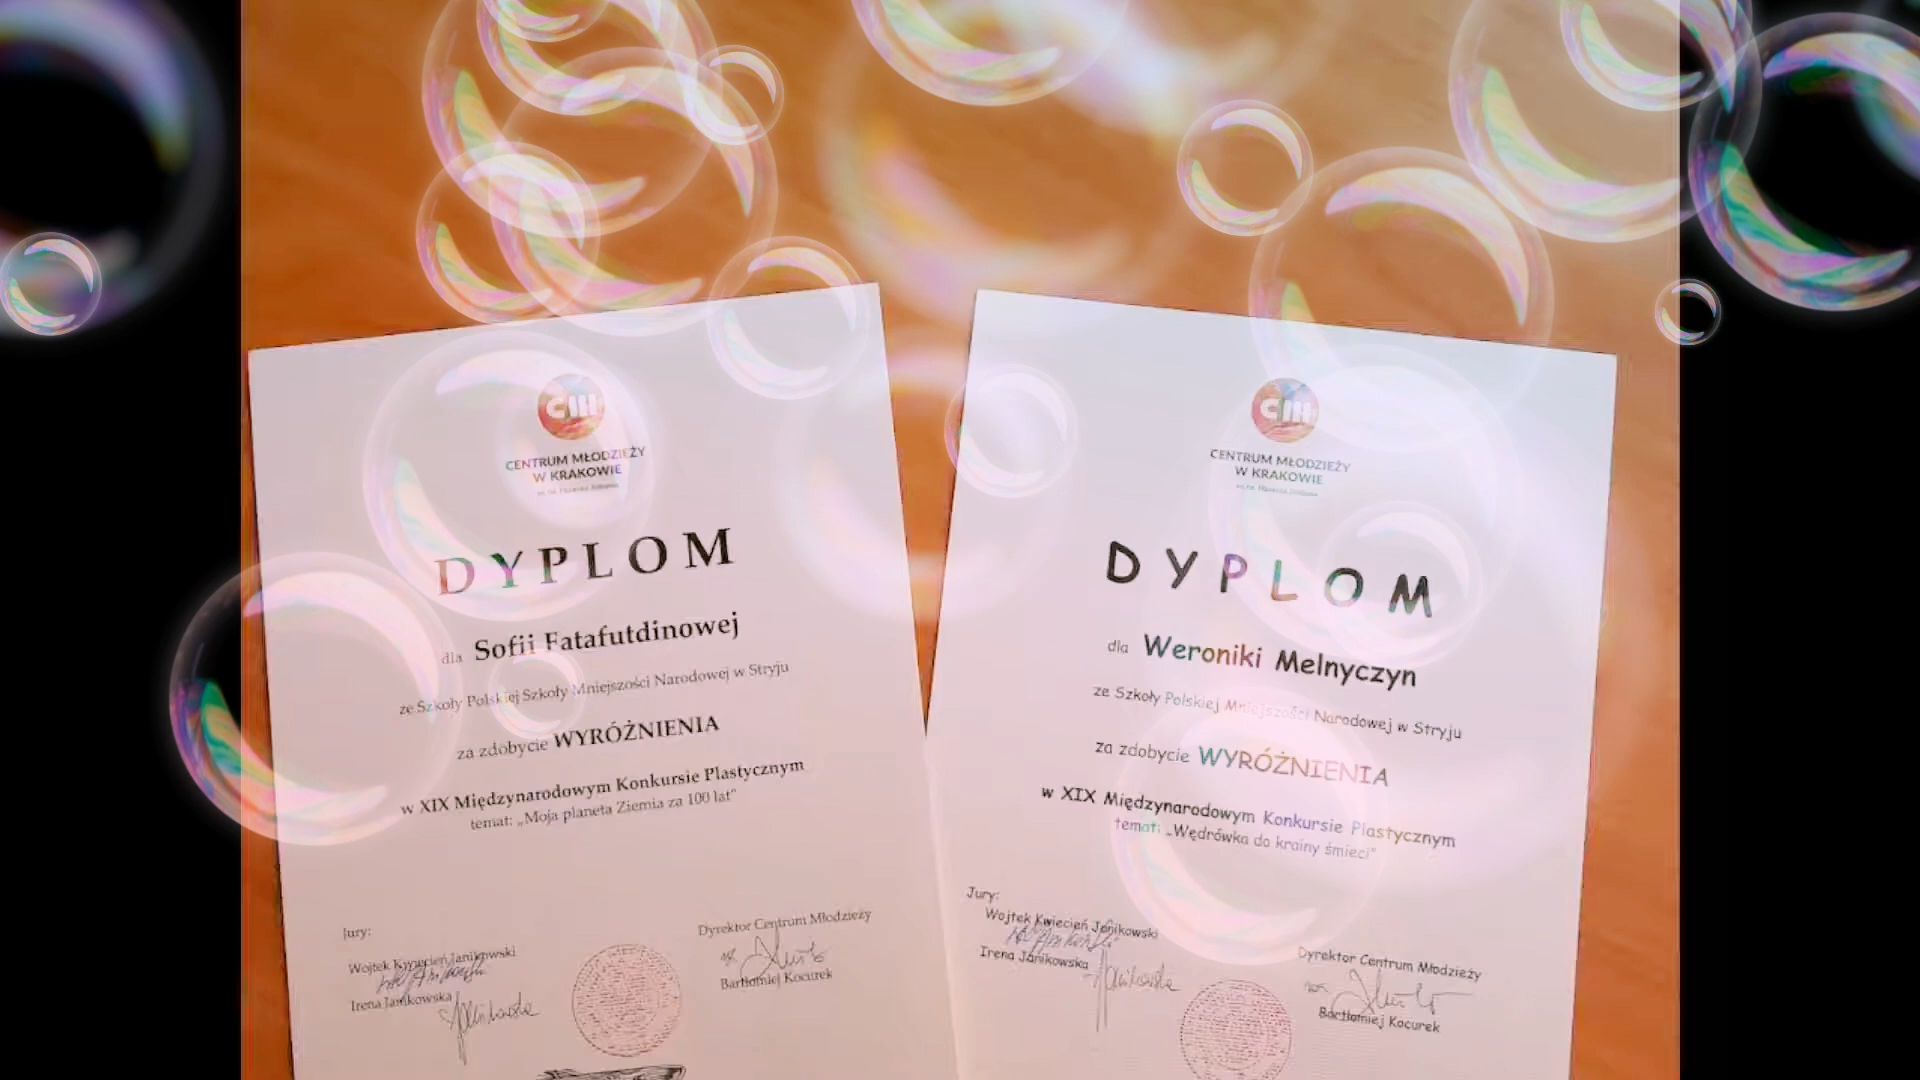 CENTRUM MŁODZIEŻY
W KRAKOWIE
DYPLOM
dla Sofii Fatafutdinowej
ze Szkoły Polskiej Szkoły Mniejszości Narodowej w Stryju
za zdobycie WYRÓŻNIENIA
w XIX Międzynarodowym Konkursie Plastycznym
temat: „Moja planeta Ziemia za 100 lat"
Jury:
Wojtek Kwiecień Janikowski
Irena Janikowska
Dyrektor Centrum Młodzieży
Bartłomiej Kocurek
CENTRUM MŁODZIEŻY
W KRAKOWIE
DYPLOM
dla Weroniki Melnyczyn
ze Szkoły Polskiej Mniejszości Narodowej w Stryju
za zdobycie WYRÓŻNIENIA
w XIX Międzynarodowym Konkursie Plastycznym
temat: „Wędrówka do krainy śmieci"
Jury:
Wojtek Kwiecień Janikowski
Irena Janikowska
Dyrektor Centrum Młodzieży
Bartłomiej Kocurek